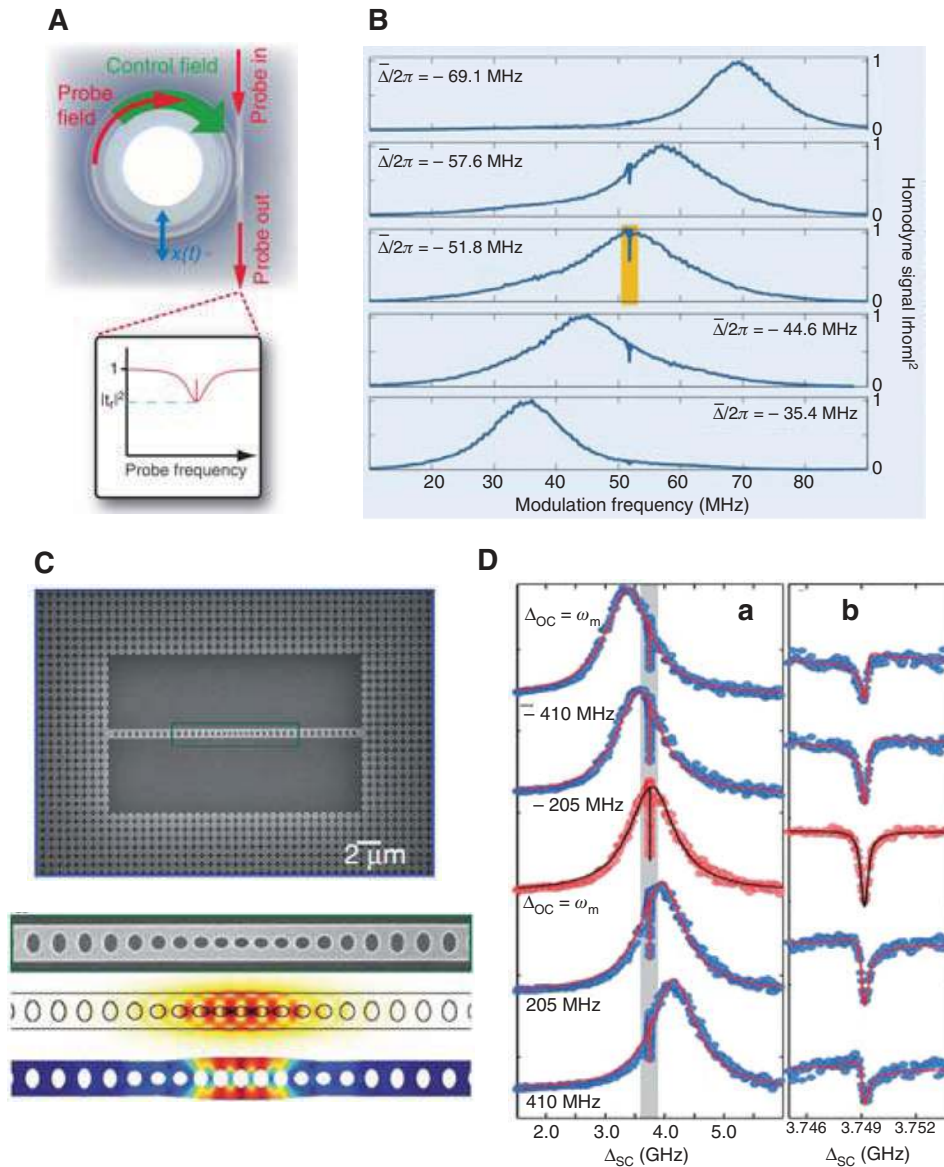 A
Control field
Probe field
Probe in
Probe out
x(t)
1
|tᵣ|²
Probe frequency
B
Δ̅/2π = – 69.1 MHz
1
0
Δ̅/2π = – 57.6 MHz
1
0
Δ̅/2π = – 51.8 MHz
1
0
Δ̅/2π = – 44.6 MHz
1
0
Δ̅/2π = – 35.4 MHz
1
0
Homodyne signal Irhoml²
20 30 40 50 60 70 80
Modulation frequency (MHz)
C
2 μm
D
a
Δ_OC = ω_m
– 410 MHz
– 205 MHz
Δ_OC = ω_m
205 MHz
410 MHz
2.0 3.0 4.0 5.0
Δ_SC (GHz)
b
3.746 3.749 3.752
Δ_SC (GHz)